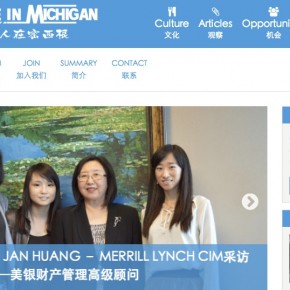 IN MICHIGAN
人在密西根
Culture
文化
Articles
观察
Opportuni
机会
JOIN
加入我们
SUMMARY
简介
CONTACT
联系
JAN HUANG – MERRILL LYNCH CIM采访
——美银财产管理高级顾问